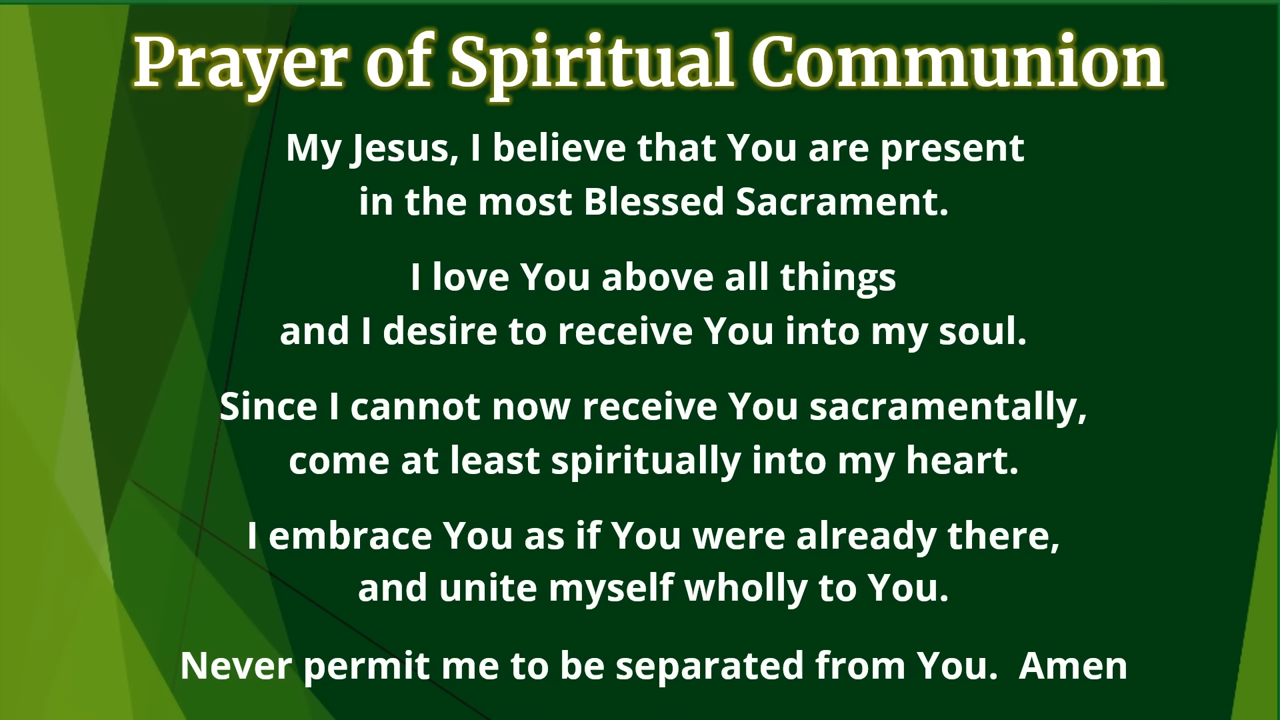 Prayer of Spiritual Communion
My Jesus, I believe that You are present
in the most Blessed Sacrament.
I love You above all things
and I desire to receive You into my soul.
Since I cannot now receive You sacramentally,
come at least spiritually into my heart.
I embrace You as if You were already there,
and unite myself wholly to You.
Never permit me to be separated from You.  Amen